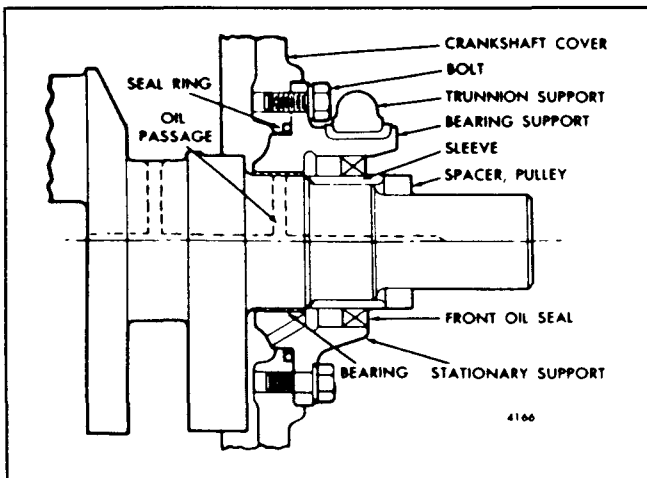 CRANKSHAFT COVER
BOLT
SEAL RING
TRUNNION SUPPORT
OIL
PASSAGE
BEARING SUPPORT
SLEEVE
SPACER, PULLEY
FRONT OIL SEAL
BEARING
STATIONARY SUPPORT
4166